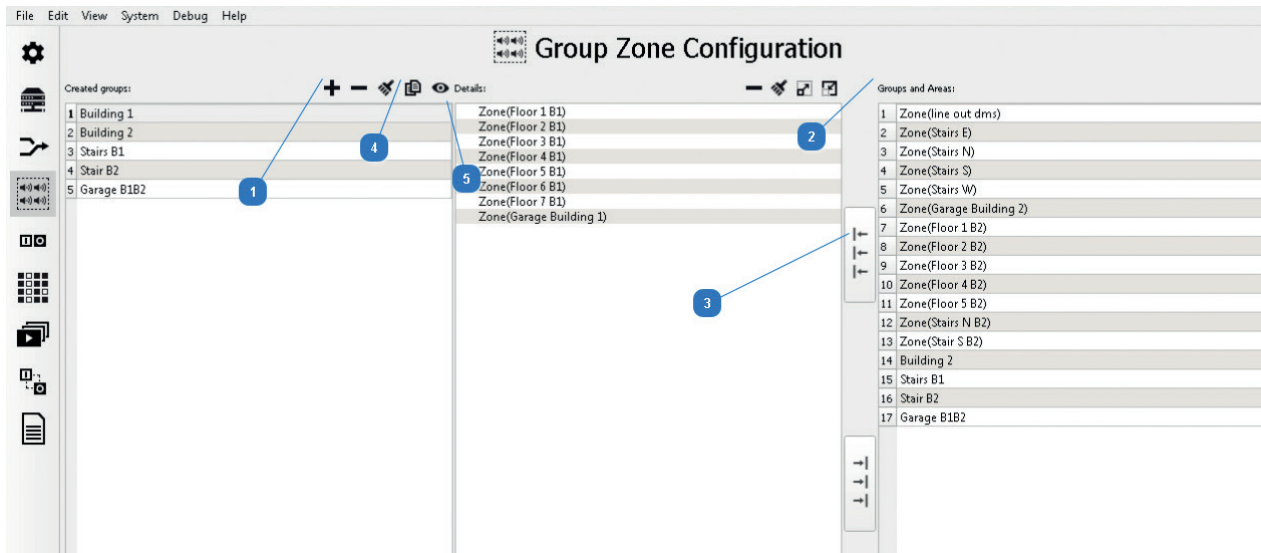 File Edit View System Debug Help
Group Zone Configuration
Created groups:
1 Building 1
2 Building 2
3 Stairs B1
4 Stair B2
5 Garage B1B2
Details:
Zone(Floor 1 B1)
Zone(Floor 2 B1)
Zone(Floor 3 B1)
Zone(Floor 4 B1)
Zone(Floor 5 B1)
Zone(Floor 6 B1)
Zone(Floor 7 B1)
Zone(Garage Building 1)
Groups and Areas:
1 Zone(line out dms)
2 Zone(Stairs E)
3 Zone(Stairs N)
4 Zone(Stairs S)
5 Zone(Stairs W)
6 Zone(Garage Building 2)
7 Zone(Floor 1 B2)
8 Zone(Floor 2 B2)
9 Zone(Floor 3 B2)
10 Zone(Floor 4 B2)
11 Zone(Floor 5 B2)
12 Zone(Stairs N B2)
13 Zone(Stair S B2)
14 Building 2
15 Stairs B1
16 Stair B2
17 Garage B1B2
1
4
5
2
3